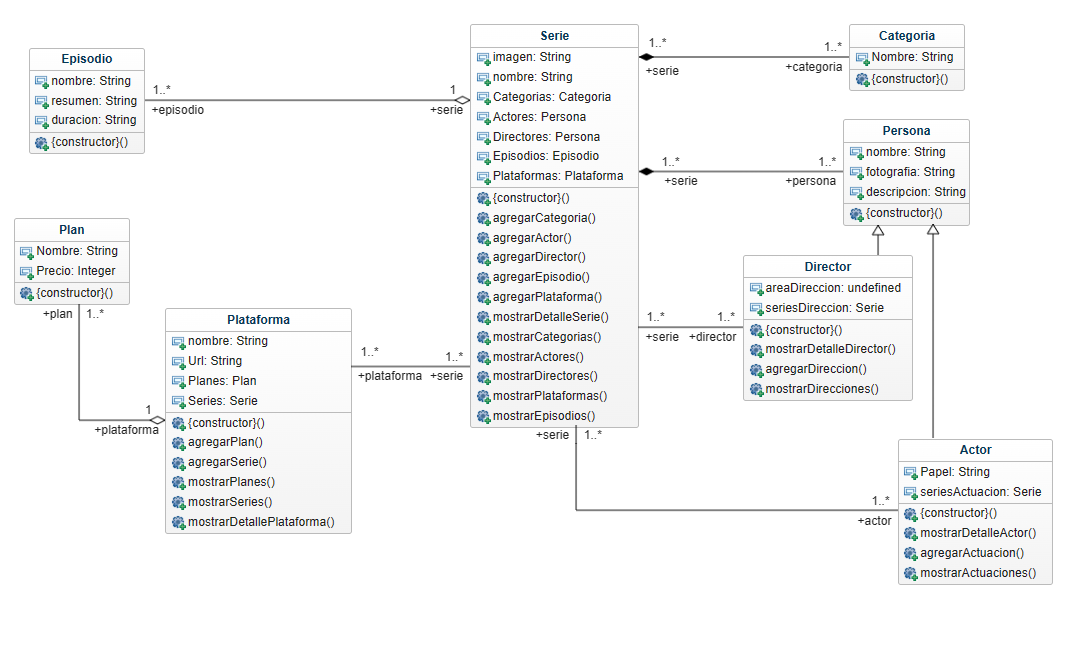 Episodio
nombre: String
resumen: String
duracion: String
{constructor}()
1..*
+episodio
1
+serie
Serie
imagen: String
nombre: String
Categorias: Categoria
Actores: Persona
Directores: Persona
Episodios: Episodio
Plataformas: Plataforma
{constructor}()
agregarCategoria()
agregarActor()
agregarDirector()
agregarEpisodio()
agregarPlataforma()
mostrarDetalleSerie()
mostrarCategorias()
mostrarActores()
mostrarDirectores()
mostrarPlataformas()
mostrarEpisodios()
1..*
+serie
1..*
+categoria
Categoria
Nombre: String
{constructor}()
1..*
+serie
1..*
+persona
Persona
nombre: String
fotografia: String
descripcion: String
{constructor}()
Plan
Nombre: String
Precio: Integer
{constructor}()
+plan
1..*
1
+plataforma
Plataforma
nombre: String
Url: String
Planes: Plan
Series: Serie
{constructor}()
agregarPlan()
agregarSerie()
mostrarPlanes()
mostrarSeries()
mostrarDetallePlataforma()
1..*
+plataforma
1..*
+serie
1..*
+serie
1..*
+director
Director
areaDireccion: undefined
seriesDireccion: Serie
{constructor}()
mostrarDetalleDirector()
agregarDireccion()
mostrarDirecciones()
+serie
1..*
1..*
+actor
Actor
Papel: String
seriesActuacion: Serie
{constructor}()
mostrarDetalleActor()
agregarActuacion()
mostrarActuaciones()